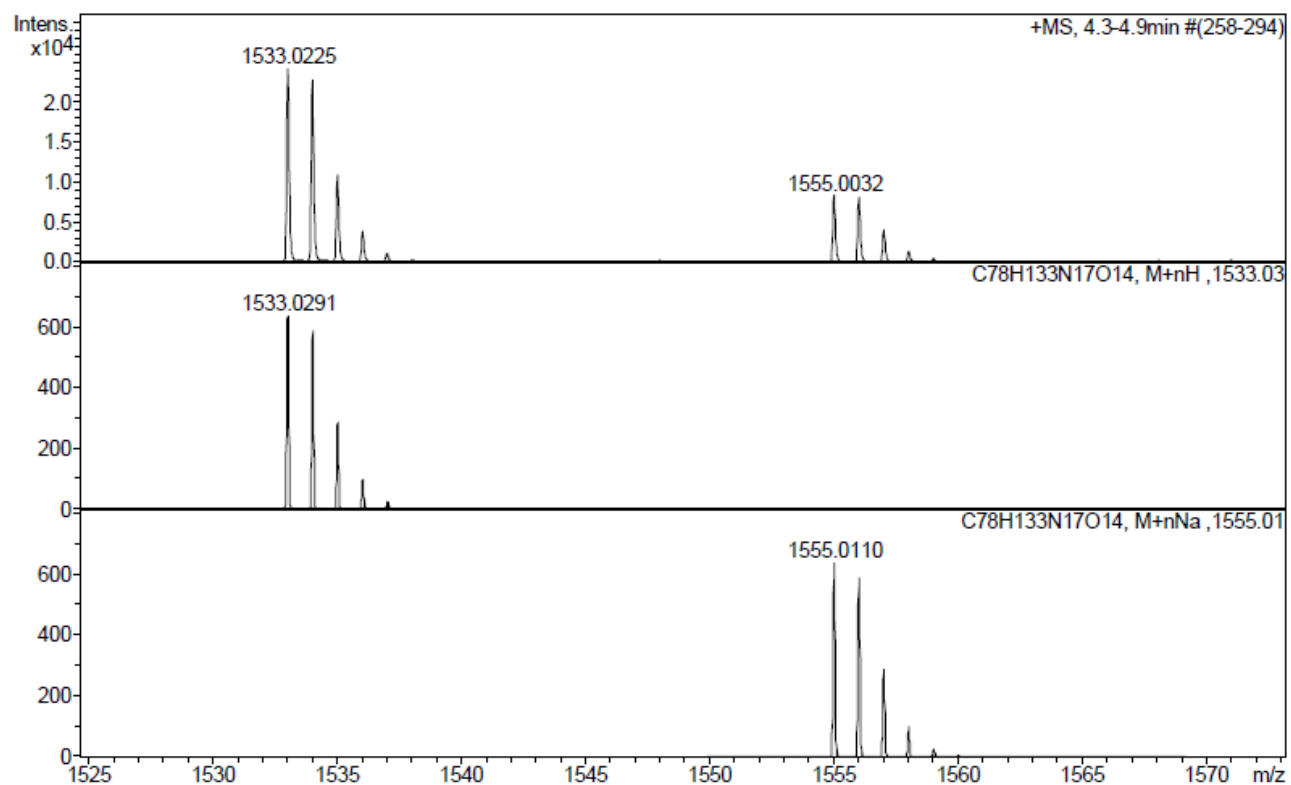 Intens.
x10⁴
+MS, 4.3-4.9min #(258-294)
1533.0225
2.0
1.5
1555.0032
1.0
0.5
0.0
C78H133N17O14, M+nH ,1533.03
1533.0291
600
400
200
0
C78H133N17O14, M+nNa ,1555.01
1555.0110
600
400
200
0
1525 1530 1535 1540 1545 1550 1555 1560 1565 1570 m/z